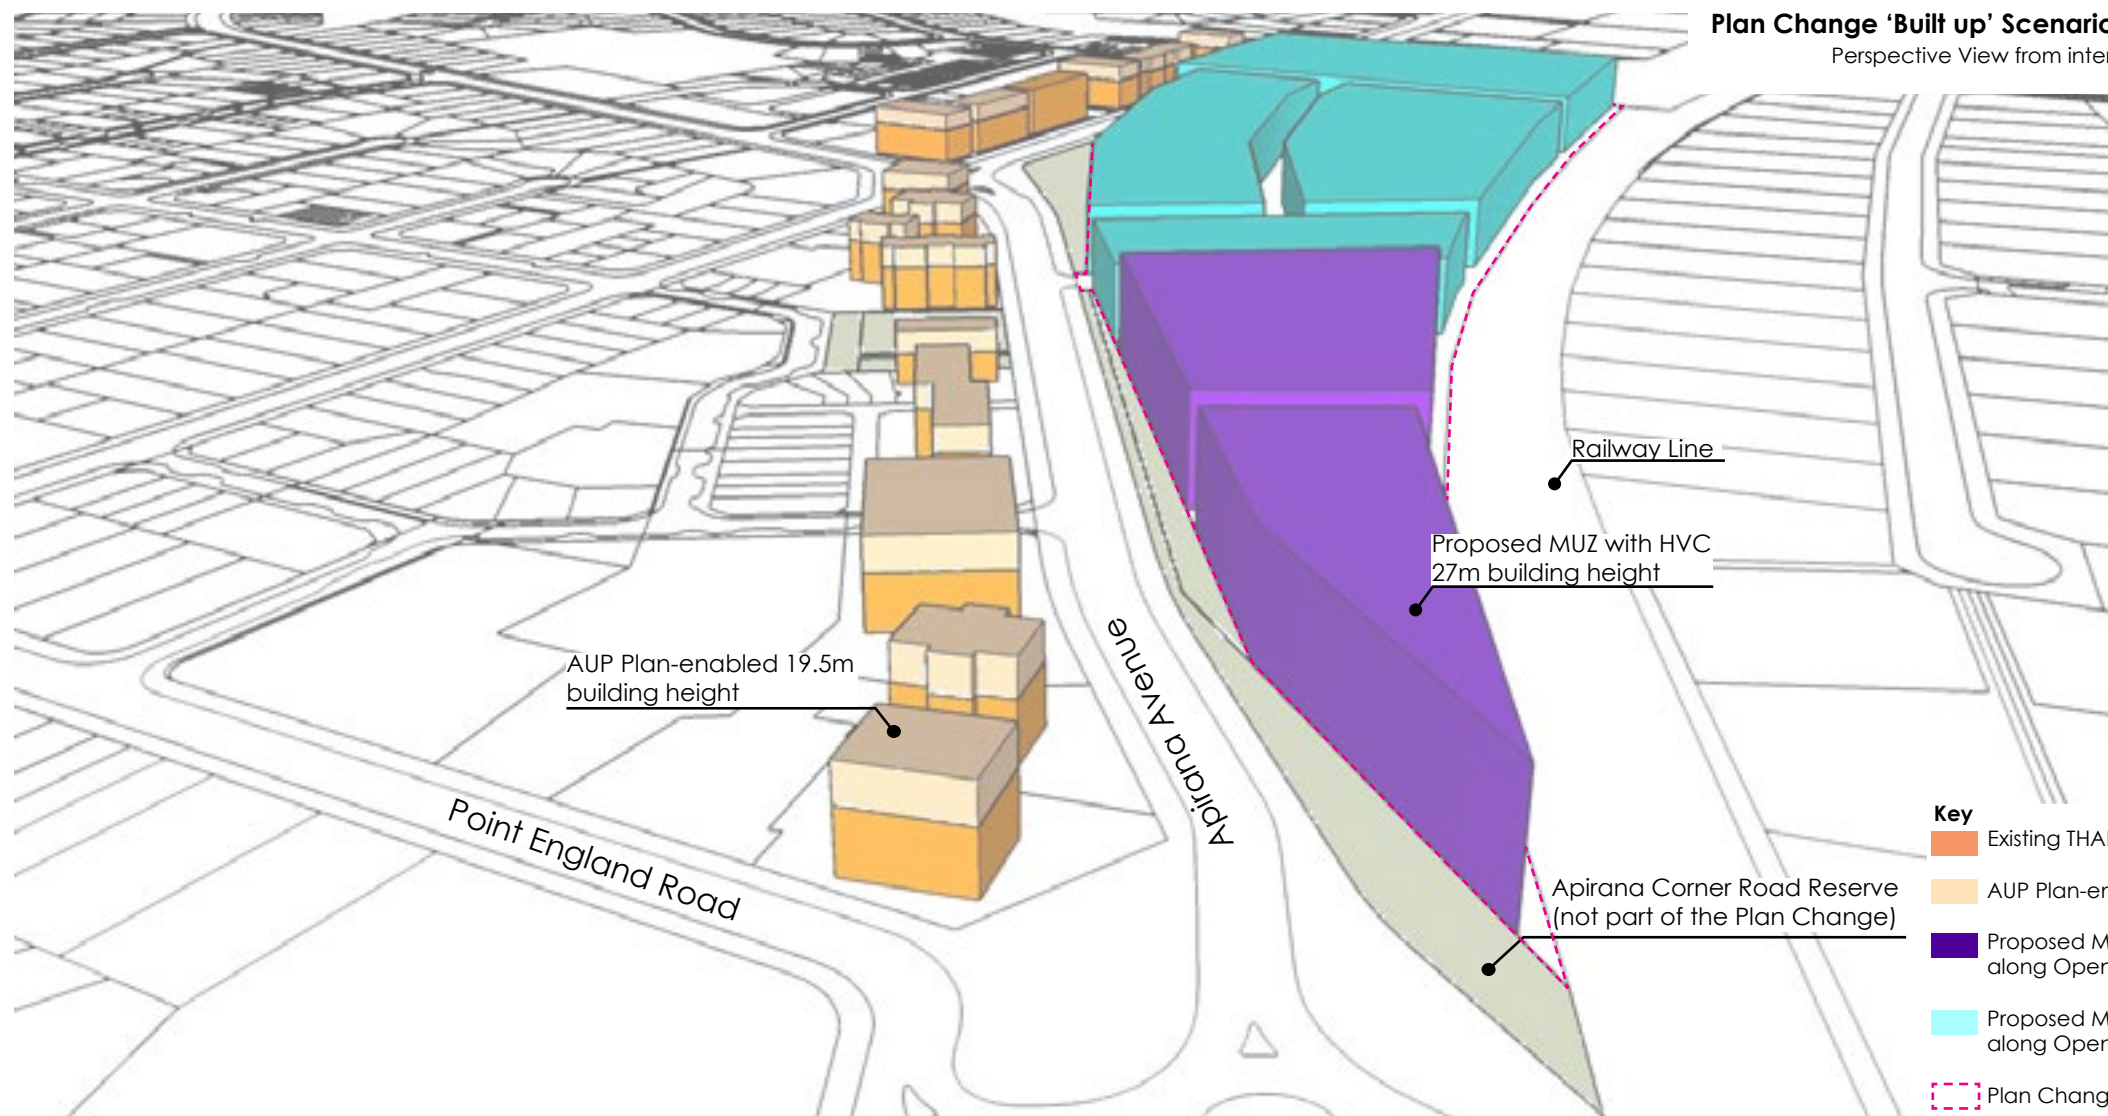 Plan Change ‘Built up’ Scenario
Perspective View from inter
Railway Line
Proposed MUZ with HVC
27m building height
AUP Plan-enabled 19.5m
building height
Apirana Avenue
Point England Road
Apirana Corner Road Reserve
(not part of the Plan Change)
Key
Existing THA
AUP Plan-en
Proposed M
along Open
Proposed M
along Open
Plan Chang